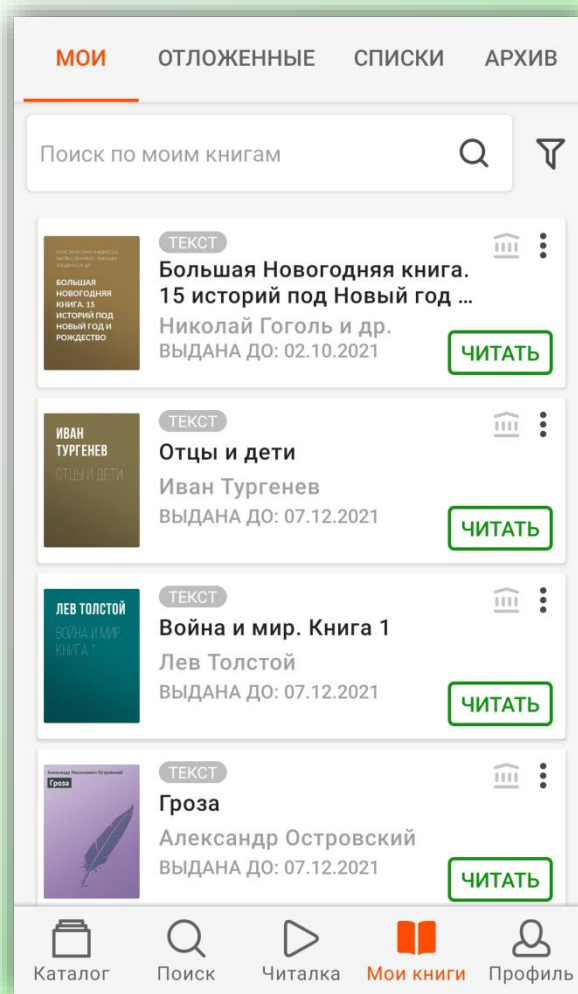 МОИ ОТЛОЖЕННЫЕ СПИСКИ АРХИВ
Поиск по моим книгам
БОЛЬШАЯ
НОВОГОДНЯЯ
КНИГА. 15
ИСТОРИЙ ПОД
НОВЫЙ ГОД И
РОЖДЕСТВО
ТЕКСТ
Большая Новогодняя книга.
15 историй под Новый год ...
Николай Гоголь и др.
ВЫДАНА ДО: 02.10.2021
ЧИТАТЬ
ИВАН
ТУРГЕНЕВ
ОТЦЫ И ДЕТИ
ТЕКСТ
Отцы и дети
Иван Тургенев
ВЫДАНА ДО: 07.12.2021
ЧИТАТЬ
ЛЕВ ТОЛСТОЙ
ВОЙНА И МИР.
КНИГА 1
ТЕКСТ
Война и мир. Книга 1
Лев Толстой
ВЫДАНА ДО: 07.12.2021
ЧИТАТЬ
Александр Николаевич Островский
Гроза
ТЕКСТ
Гроза
Александр Островский
ВЫДАНА ДО: 07.12.2021
ЧИТАТЬ
Каталог Поиск Читалка Мои книги Профиль